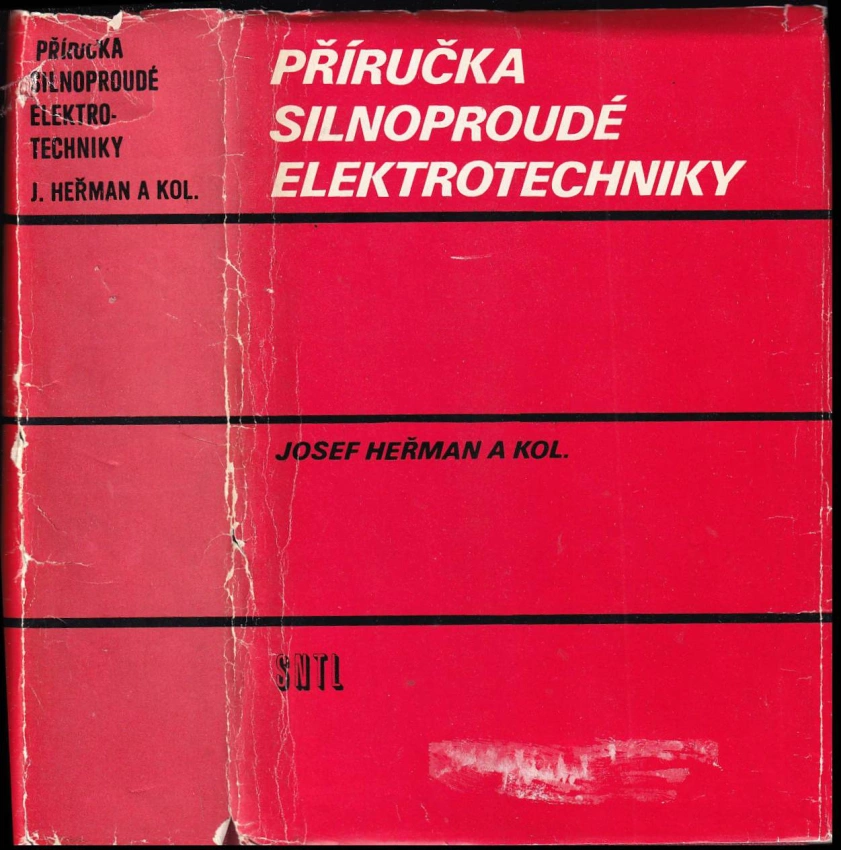 PŘÍRUČKA
SILNOPROUDÉ
ELEKTRO-
TECHNIKY
J. HEŘMAN A KOL.
PŘÍRUČKA
SILNOPROUDÉ
ELEKTROTECHNIKY
JOSEF HEŘMAN A KOL.
SNTL